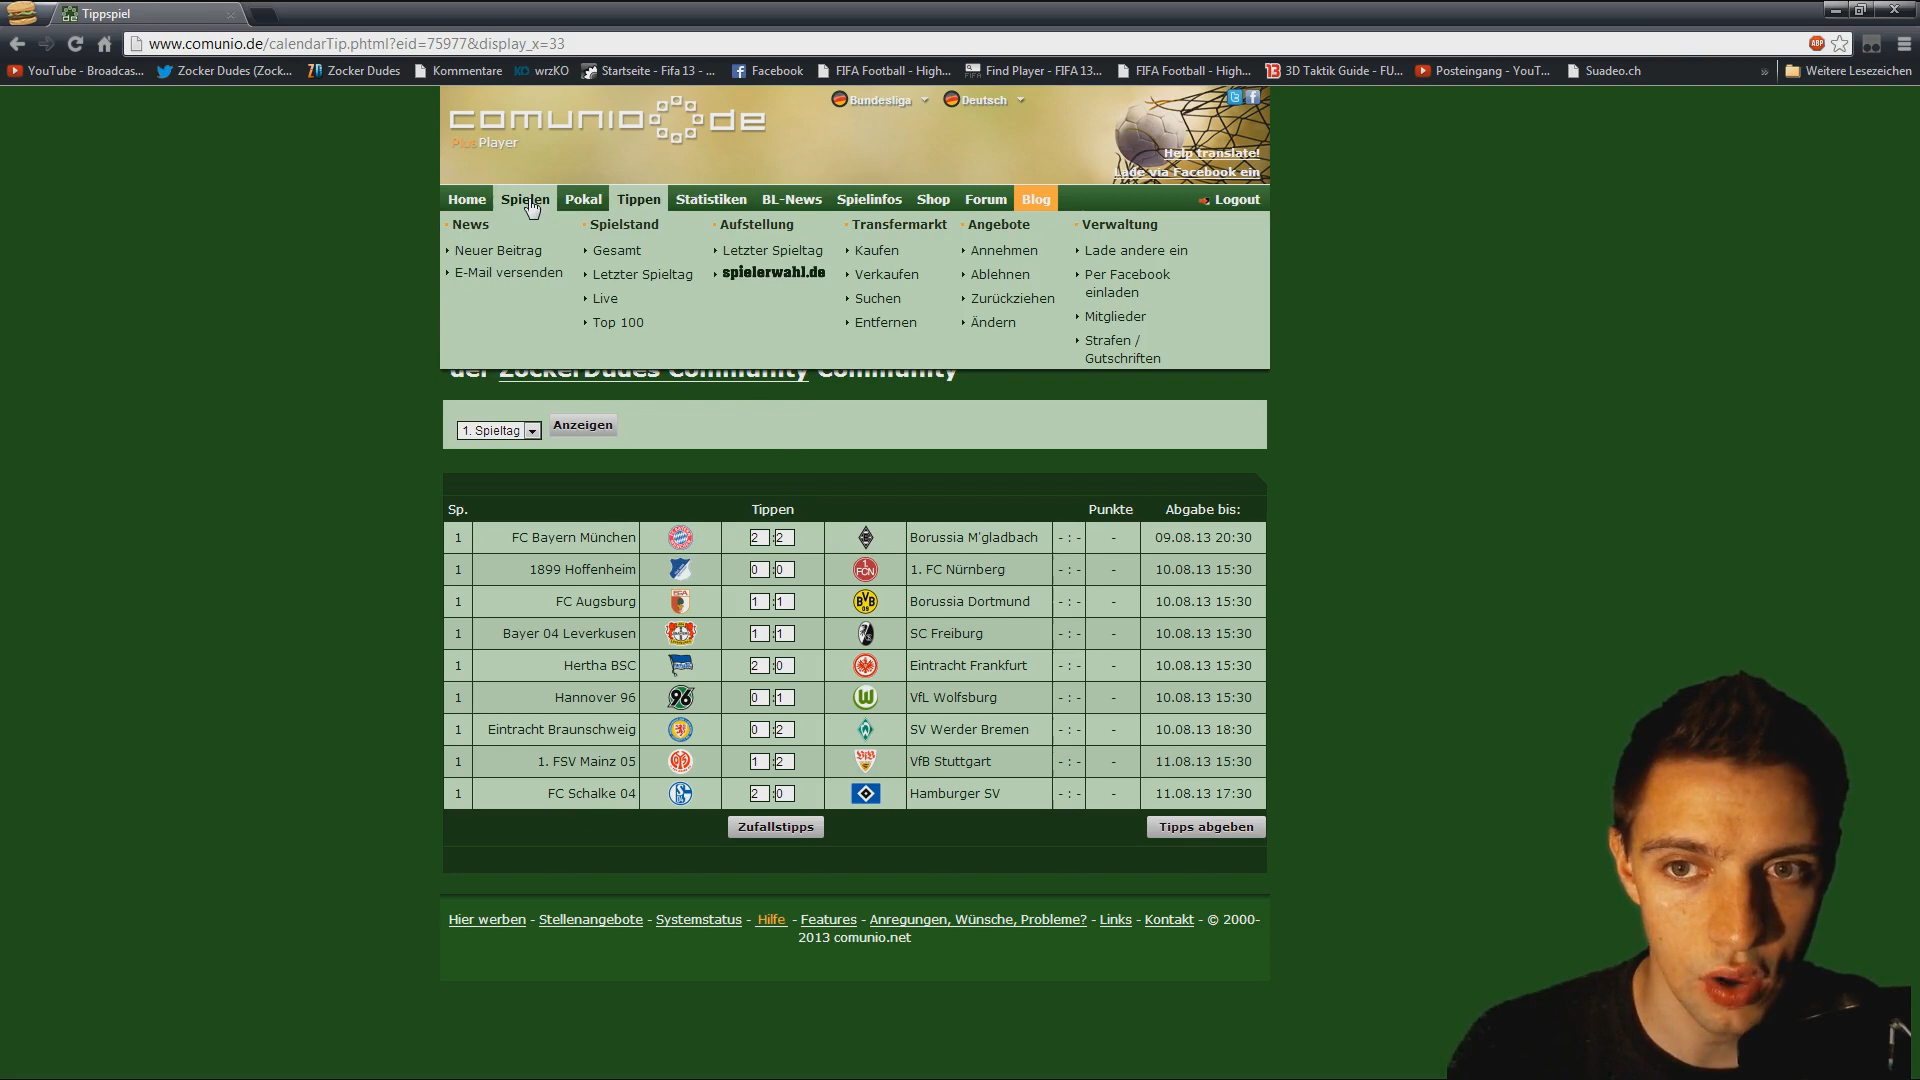 Tippspiel
www.comunio.de/calendarTip.phtml?eid=75977&display_x=33
ABP
YouTube - Broadcas... Zocker Dudes (Zock... Zocker Dudes Kommentare KO wrzKO Startseite - Fifa 13 - ... Facebook FIFA Football - High... Find Player - FIFA 13... FIFA Football - High... 3D Taktik Guide - FU... Posteingang - YouT... Suadeo.ch » Weitere Lesezeichen
Bundesliga Deutsch
comunio de
PlusPlayer
Help translate!
Lade via Facebook ein
Home Spielen Pokal Tippen Statistiken BL-News Spielinfos Shop Forum Blog Logout
News Spielstand Aufstellung Transfermarkt Angebote Verwaltung
Neuer Beitrag Gesamt Letzter Spieltag Kaufen Annehmen Lade andere ein
E-Mail versenden Letzter Spieltag spielerwahl.de Verkaufen Ablehnen Per Facebook
einladen
Live Suchen Zurückziehen Mitglieder
Top 100 Entfernen Ändern Strafen /
Gutschriften
der ZockerDudes Community Community
1. Spieltag Anzeigen
Sp. Tippen Punkte Abgabe bis:
1 FC Bayern München 2 : 2 Borussia M'gladbach - : - - 09.08.13 20:30
1 1899 Hoffenheim 0 : 0 1. FC Nürnberg - : - - 10.08.13 15:30
1 FC Augsburg 1 : 1 Borussia Dortmund - : - - 10.08.13 15:30
1 Bayer 04 Leverkusen 1 : 1 SC Freiburg - : - - 10.08.13 15:30
1 Hertha BSC 2 : 0 Eintracht Frankfurt - : - - 10.08.13 15:30
1 Hannover 96 0 : 1 VfL Wolfsburg - : - - 10.08.13 15:30
1 Eintracht Braunschweig 0 : 2 SV Werder Bremen - : - - 10.08.13 18:30
1 1. FSV Mainz 05 1 : 2 VfB Stuttgart - : - - 11.08.13 15:30
1 FC Schalke 04 2 : 0 Hamburger SV - : - - 11.08.13 17:30
Zufallstipps Tipps abgeben
Hier werben - Stellenangebote - Systemstatus - Hilfe - Features - Anregungen, Wünsche, Probleme? - Links - Kontakt - © 2000-
2013 comunio.net